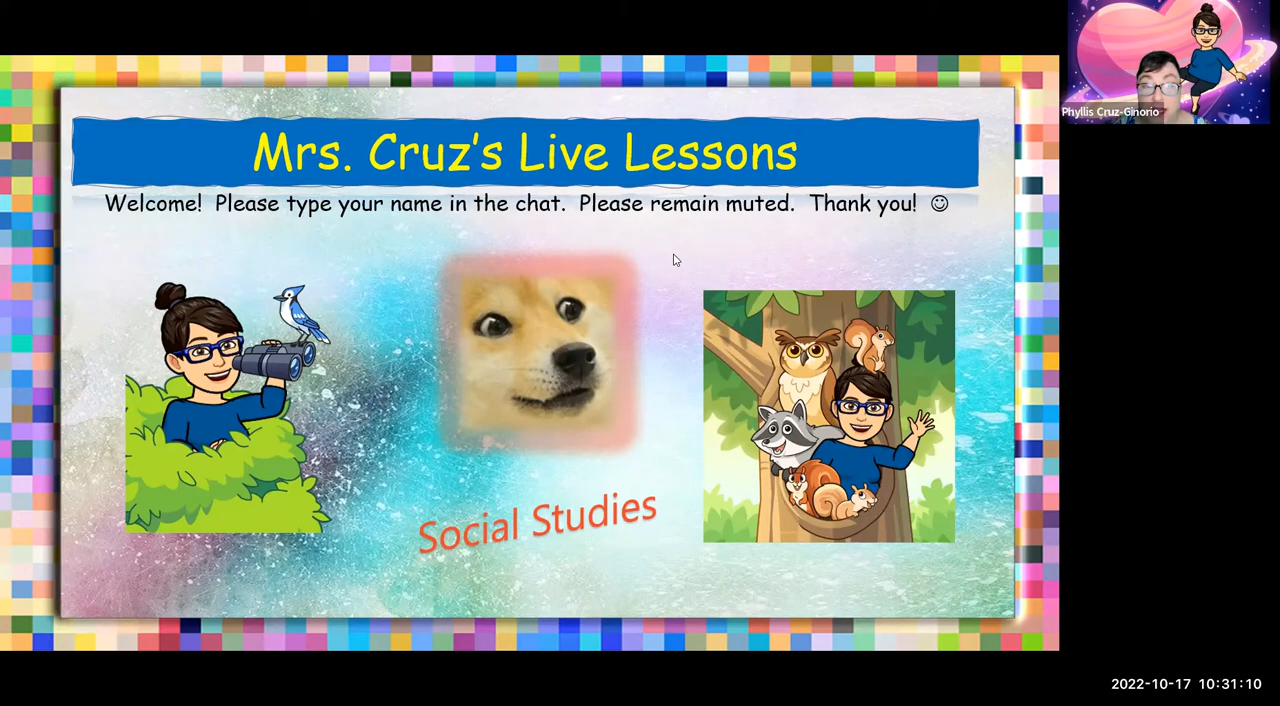 Mrs. Cruz's Live Lessons
Welcome! Please type your name in the chat. Please remain muted. Thank you! ☺
Phyllis Cruz-Ginorio
Social Studies
2022-10-17 10:31:10